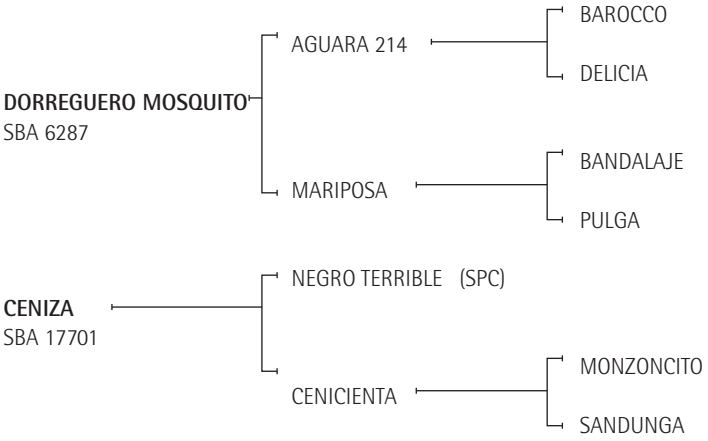 BAROCCO
AGUARA 214
DELICIA
DORREGUERO MOSQUITO
SBA 6287
BANDALAJE
MARIPOSA
PULGA
NEGRO TERRIBLE (SPC)
CENIZA
SBA 17701
MONZONCITO
CENICIENTA
SANDUNGA